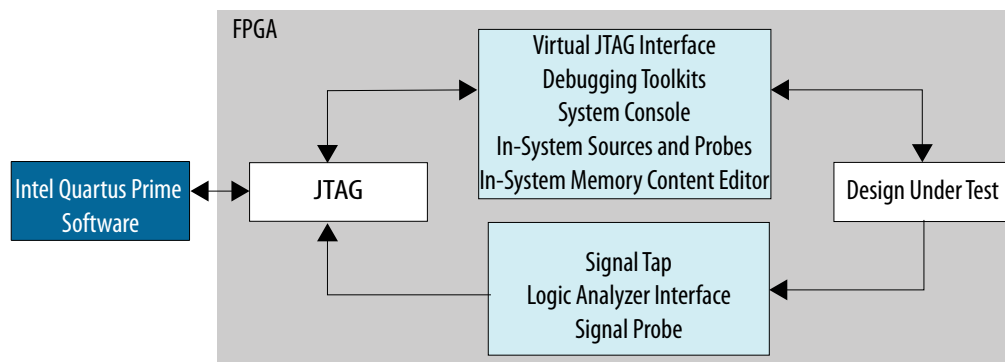 FPGA
Virtual JTAG Interface
Debugging Toolkits
System Console
In-System Sources and Probes
In-System Memory Content Editor
Intel Quartus Prime
Software
JTAG
Design Under Test
Signal Tap
Logic Analyzer Interface
Signal Probe